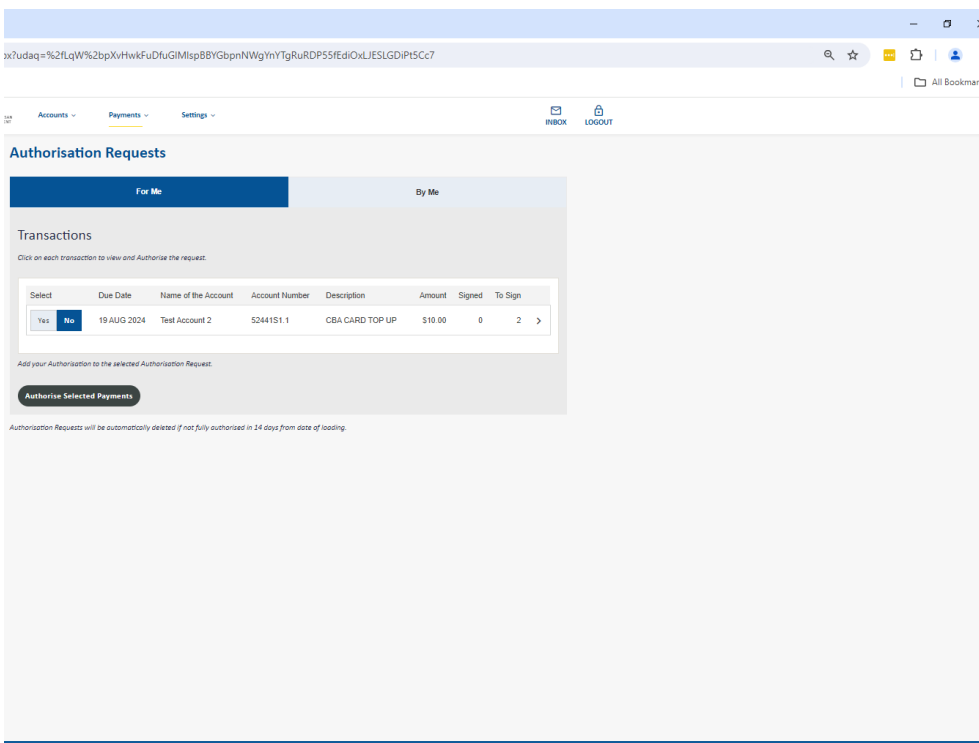 px?udaq=%2fLqW%2bpXvHwkFuDfuGIMIspBBYGbpnNWgYnYTgRuRDP55fEdiOxLJESLGDiPt5Cc7
All Bookmar
Accounts Payments Settings INBOX LOGOUT
Authorisation Requests
For Me By Me
Transactions
Click on each transaction to view and Authorise the request.
Select Due Date Name of the Account Account Number Description Amount Signed To Sign
Yes No 19 AUG 2024 Test Account 2 52441S1.1 CBA CARD TOP UP $10.00 0 2
Add your Authorisation to the selected Authorisation Request.
Authorise Selected Payments
Authorisation Requests will be automatically deleted if not fully authorised in 14 days from date of loading.